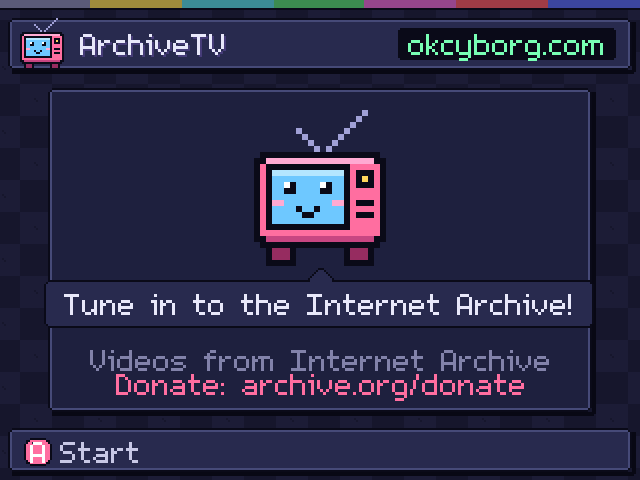 ArchiveTV
okcyborg.com
Tune in to the Internet Archive!
Videos from Internet Archive
Donate: archive.org/donate
A Start